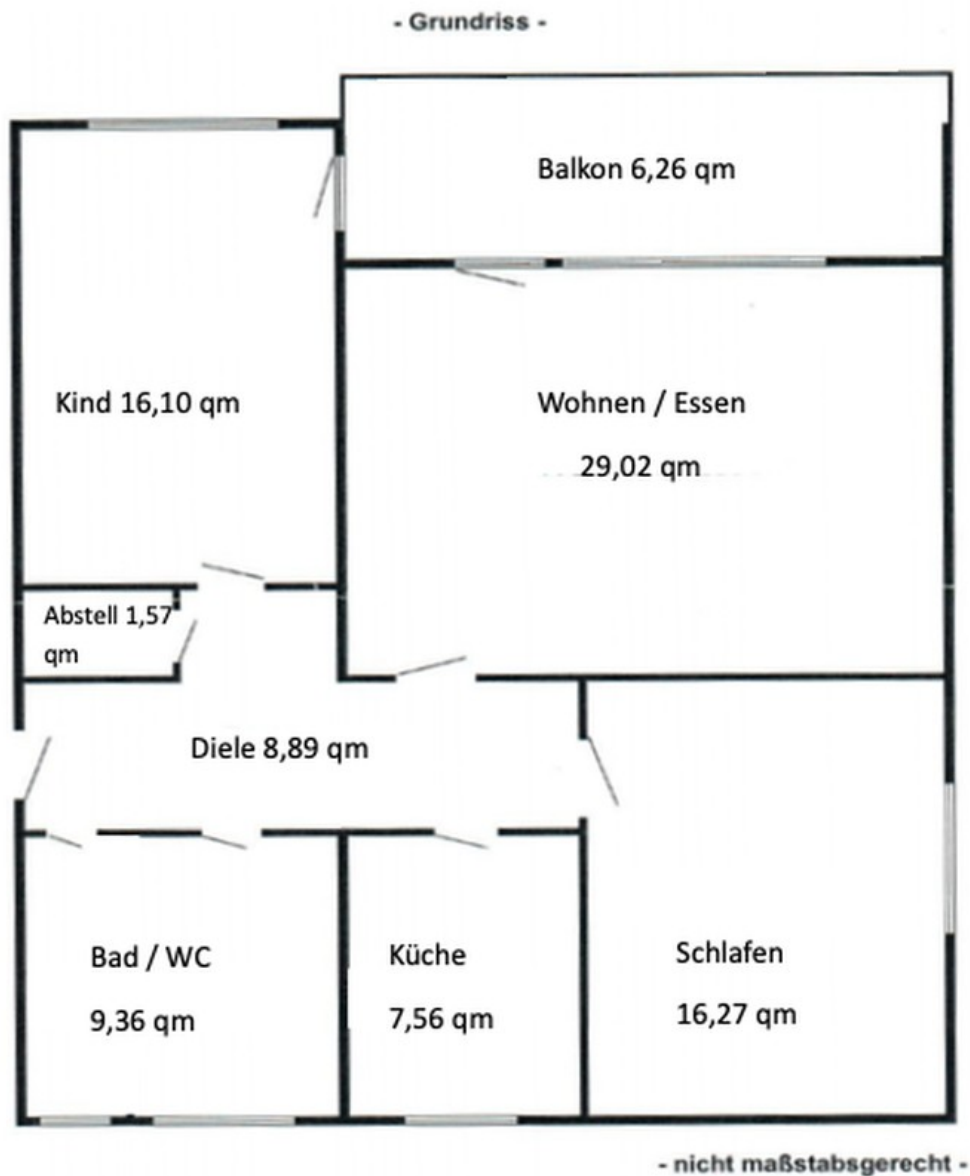 - Grundriss -
Balkon 6,26 qm
Kind 16,10 qm
Wohnen / Essen
29,02 qm
Abstell 1,57
qm
Diele 8,89 qm
Bad / WC
9,36 qm
Küche
7,56 qm
Schlafen
16,27 qm
- nicht maßstabsgerecht -